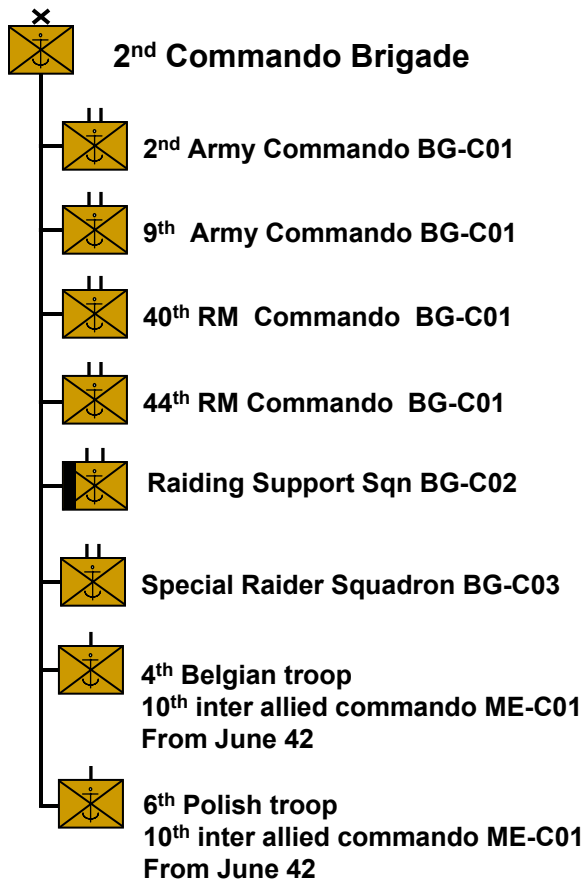 2nd Commando Brigade
2nd Army Commando BG-C01
9th Army Commando BG-C01
40th RM Commando BG-C01
44th RM Commando BG-C01
Raiding Support Sqn BG-C02
Special Raider Squadron BG-C03
4th Belgian troop
10th inter allied commando ME-C01
From June 42
6th Polish troop
10th inter allied commando ME-C01
From June 42